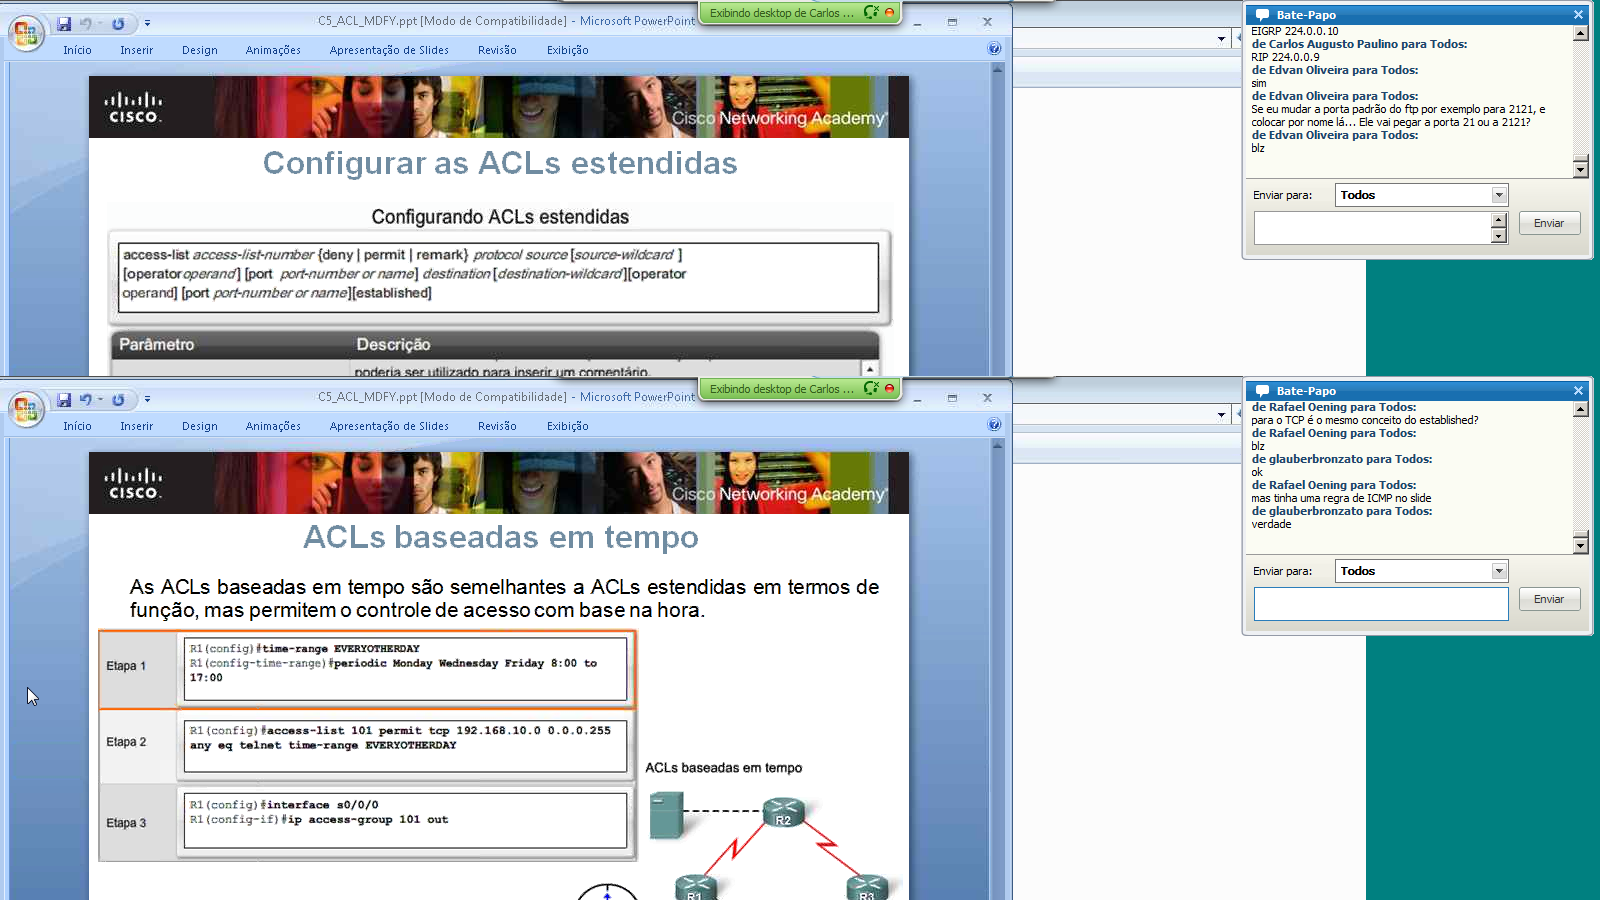 C5_ACL_MDFY.ppt [Modo de Compatibilidade] - Microsoft PowerPoint
Exibindo desktop de Carlos ...
Início Inserir Design Animações Apresentação de Slides Revisão Exibição
CISCO.
Cisco Networking Academy
Configurar as ACLs estendidas
Configurando ACLs estendidas
access-list access-list-number {deny | permit | remark} protocol source [source-wildcard ]
[operator operand] [port port-number or name] destination [destination-wildcard][operator
operand] [port port-number or name][established]
Parâmetro Descrição
poderia ser utilizado para inserir um comentário.
Bate-Papo
EIGRP 224.0.0.10
de Carlos Augusto Paulino para Todos:
RIP 224.0.0.9
de Edvan Oliveira para Todos:
sim
de Edvan Oliveira para Todos:
Se eu mudar a porta padrão do ftp por exemplo para 2121, e
colocar por nome lá... Ele vai pegar a porta 21 ou a 2121?
de Edvan Oliveira para Todos:
blz
Enviar para: Todos
Enviar
C5_ACL_MDFY.ppt [Modo de Compatibilidade] - Microsoft PowerPoint
Exibindo desktop de Carlos ...
Início Inserir Design Animações Apresentação de Slides Revisão Exibição
CISCO.
Cisco Networking Academy
ACLs baseadas em tempo
As ACLs baseadas em tempo são semelhantes a ACLs estendidas em termos de
função, mas permitem o controle de acesso com base na hora.
Etapa 1
R1(config)#time-range EVERYOTHERDAY
R1(config-time-range)#periodic Monday Wednesday Friday 8:00 to
17:00
Etapa 2
R1(config)#access-list 101 permit tcp 192.168.10.0 0.0.0.255
any eq telnet time-range EVERYOTHERDAY
Etapa 3
R1(config)#interface s0/0/0
R1(config-if)#ip access-group 101 out
ACLs baseadas em tempo
R2
R1
R3
Bate-Papo
de Rafael Oening para Todos:
para o TCP é o mesmo conceito do established?
de Rafael Oening para Todos:
blz
de glauberbronzato para Todos:
ok
de Rafael Oening para Todos:
mas tinha uma regra de ICMP no slide
de glauberbronzato para Todos:
verdade
Enviar para: Todos
Enviar